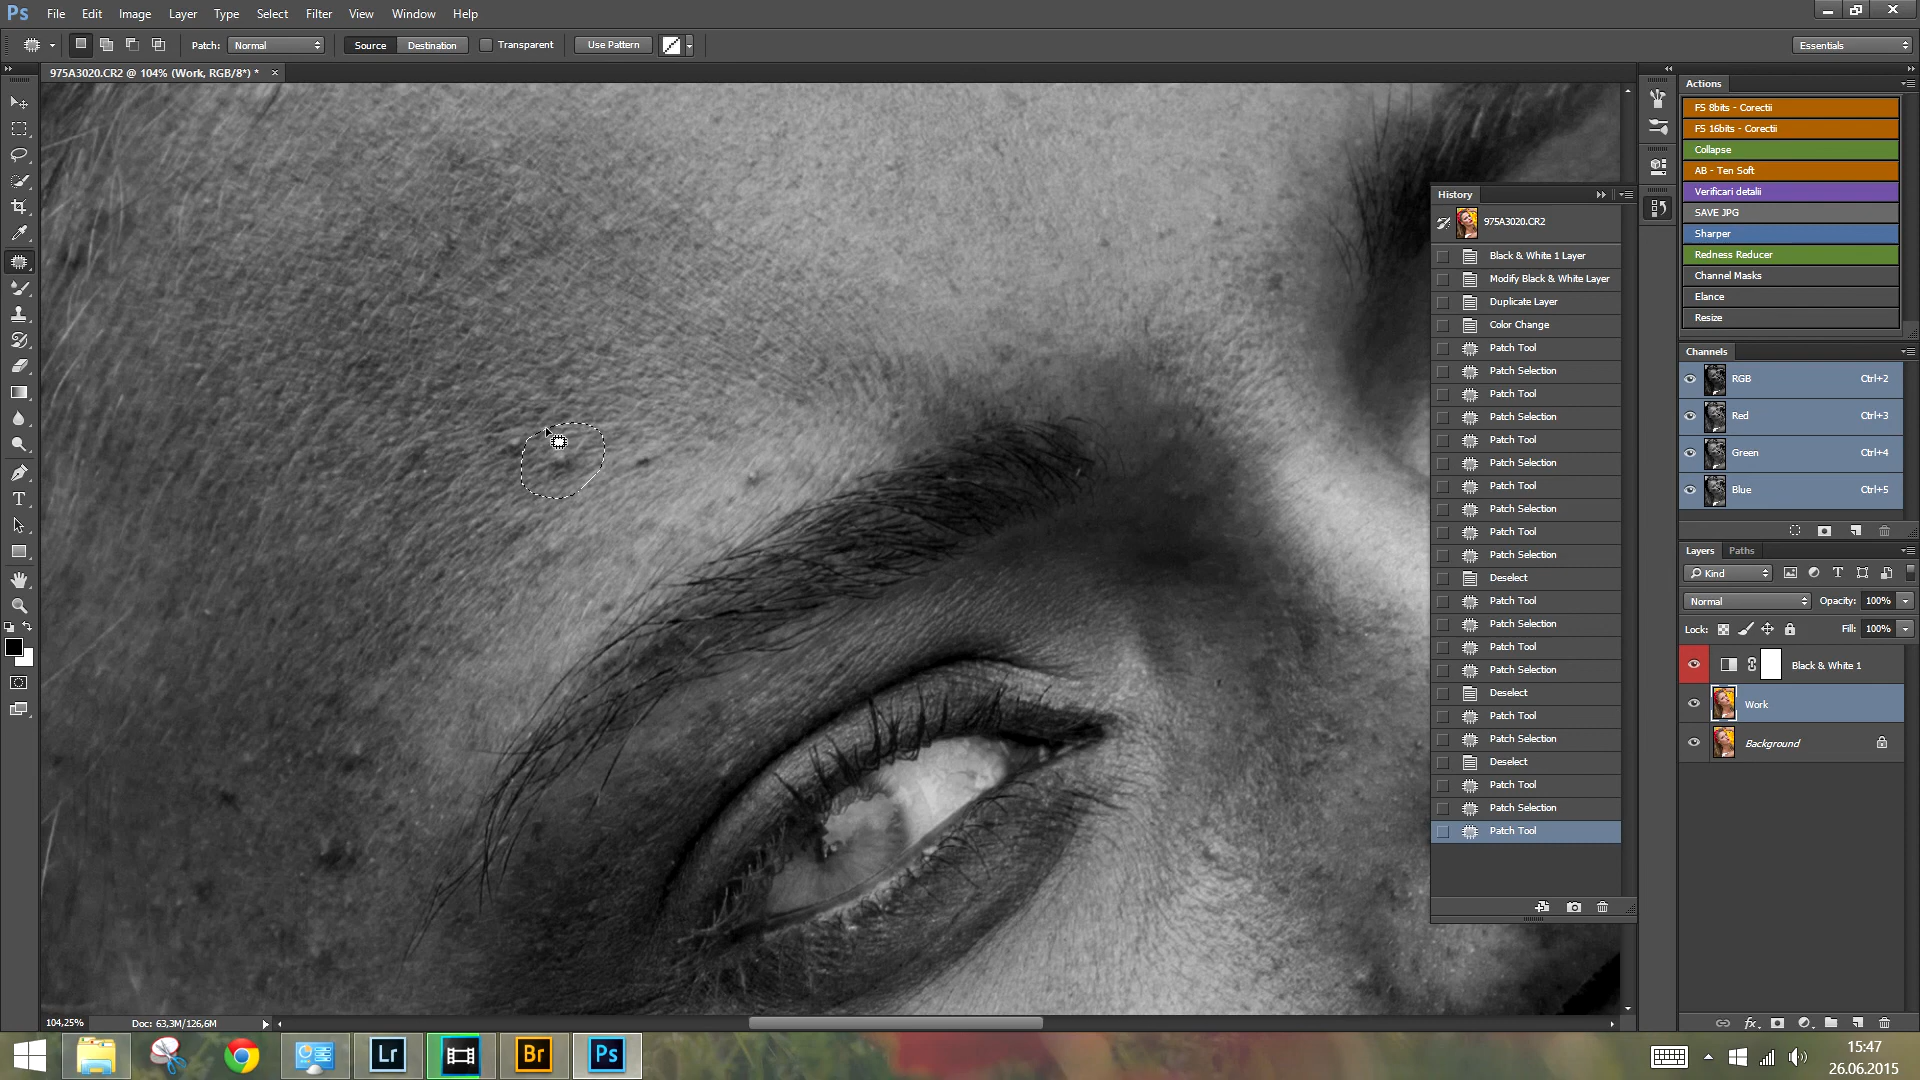 Ps File Edit Image Layer Type Select Filter View Window Help
Patch: Normal Source Destination Transparent Use Pattern Essentials
975A3020.CR2 @ 104% (Work, RGB/8*) * ×
Actions
FS 8bits - Corectii
FS 16bits - Corectii
Collapse
AB - Ten Soft
Verificari detalii
SAVE JPG
Sharper
Redness Reducer
Channel Masks
Elance
Resize
History
975A3020.CR2
Black & White 1 Layer
Modify Black & White Layer
Duplicate Layer
Color Change
Patch Tool
Patch Selection
Patch Tool
Patch Selection
Patch Tool
Patch Selection
Patch Tool
Patch Selection
Patch Tool
Patch Selection
Deselect
Patch Tool
Patch Selection
Patch Tool
Patch Selection
Deselect
Patch Tool
Patch Selection
Deselect
Patch Tool
Patch Selection
Patch Tool
Channels
RGB Ctrl+2
Red Ctrl+3
Green Ctrl+4
Blue Ctrl+5
Layers Paths
Kind
Normal Opacity: 100%
Lock: Fill: 100%
Black & White 1
Work
Background
fx
104,25% Doc: 63,3M/126,6M
Lr Br Ps
15:47
26.06.2015